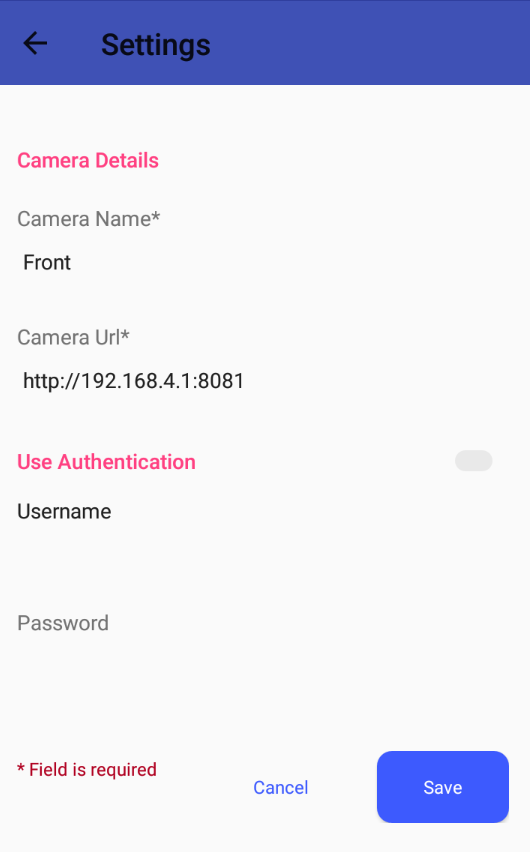 Settings
Camera Details
Camera Name*
Front
Camera Url*
http://192.168.4.1:8081
Use Authentication
Username
Password
* Field is required
Cancel
Save